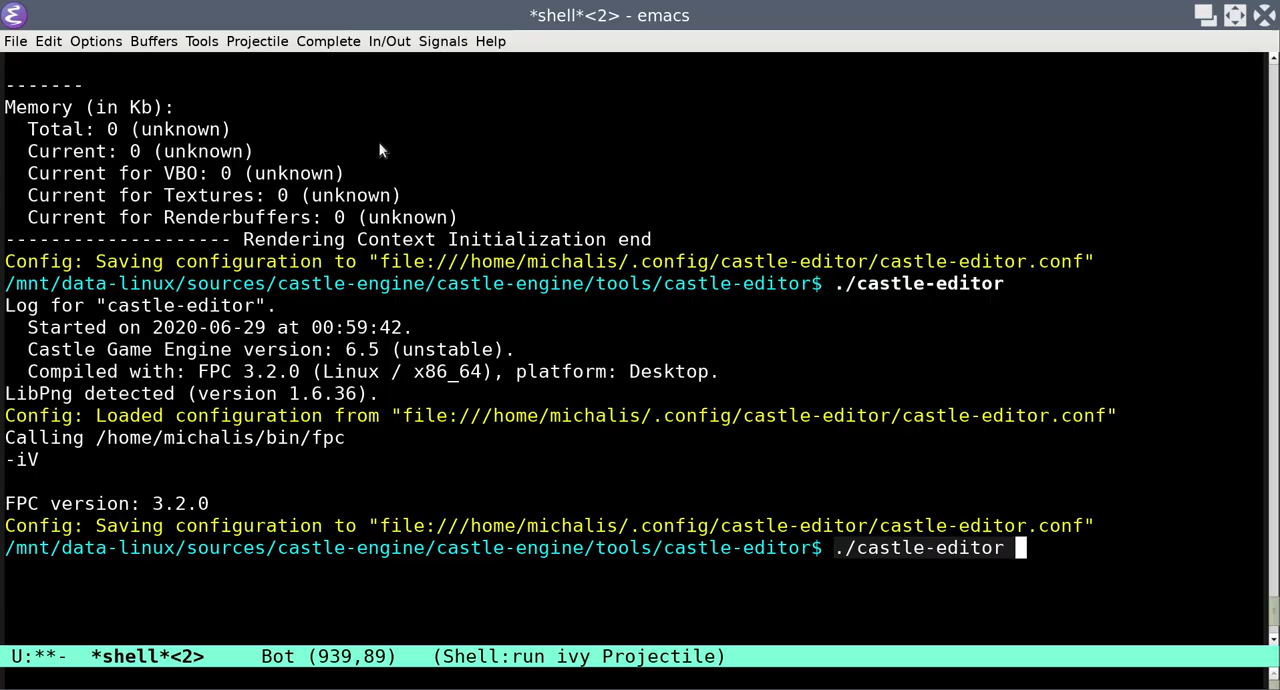 *shell*<2> - emacs
File Edit Options Buffers Tools Projectile Complete In/Out Signals Help
-------
Memory (in Kb):
  Total: 0 (unknown)
  Current: 0 (unknown)
  Current for VBO: 0 (unknown)
  Current for Textures: 0 (unknown)
  Current for Renderbuffers: 0 (unknown)
-------------------- Rendering Context Initialization end
Config: Saving configuration to "file:///home/michalis/.config/castle-editor/castle-editor.conf"
/mnt/data-linux/sources/castle-engine/castle-engine/tools/castle-editor$ ./castle-editor
Log for "castle-editor".
  Started on 2020-06-29 at 00:59:42.
  Castle Game Engine version: 6.5 (unstable).
  Compiled with: FPC 3.2.0 (Linux / x86_64), platform: Desktop.
LibPng detected (version 1.6.36).
Config: Loaded configuration from "file:///home/michalis/.config/castle-editor/castle-editor.conf"
Calling /home/michalis/bin/fpc
-iV
FPC version: 3.2.0
Config: Saving configuration to "file:///home/michalis/.config/castle-editor/castle-editor.conf"
/mnt/data-linux/sources/castle-engine/castle-engine/tools/castle-editor$ ./castle-editor
U:**-  *shell*<2>     Bot (939,89)   (Shell:run ivy Projectile)